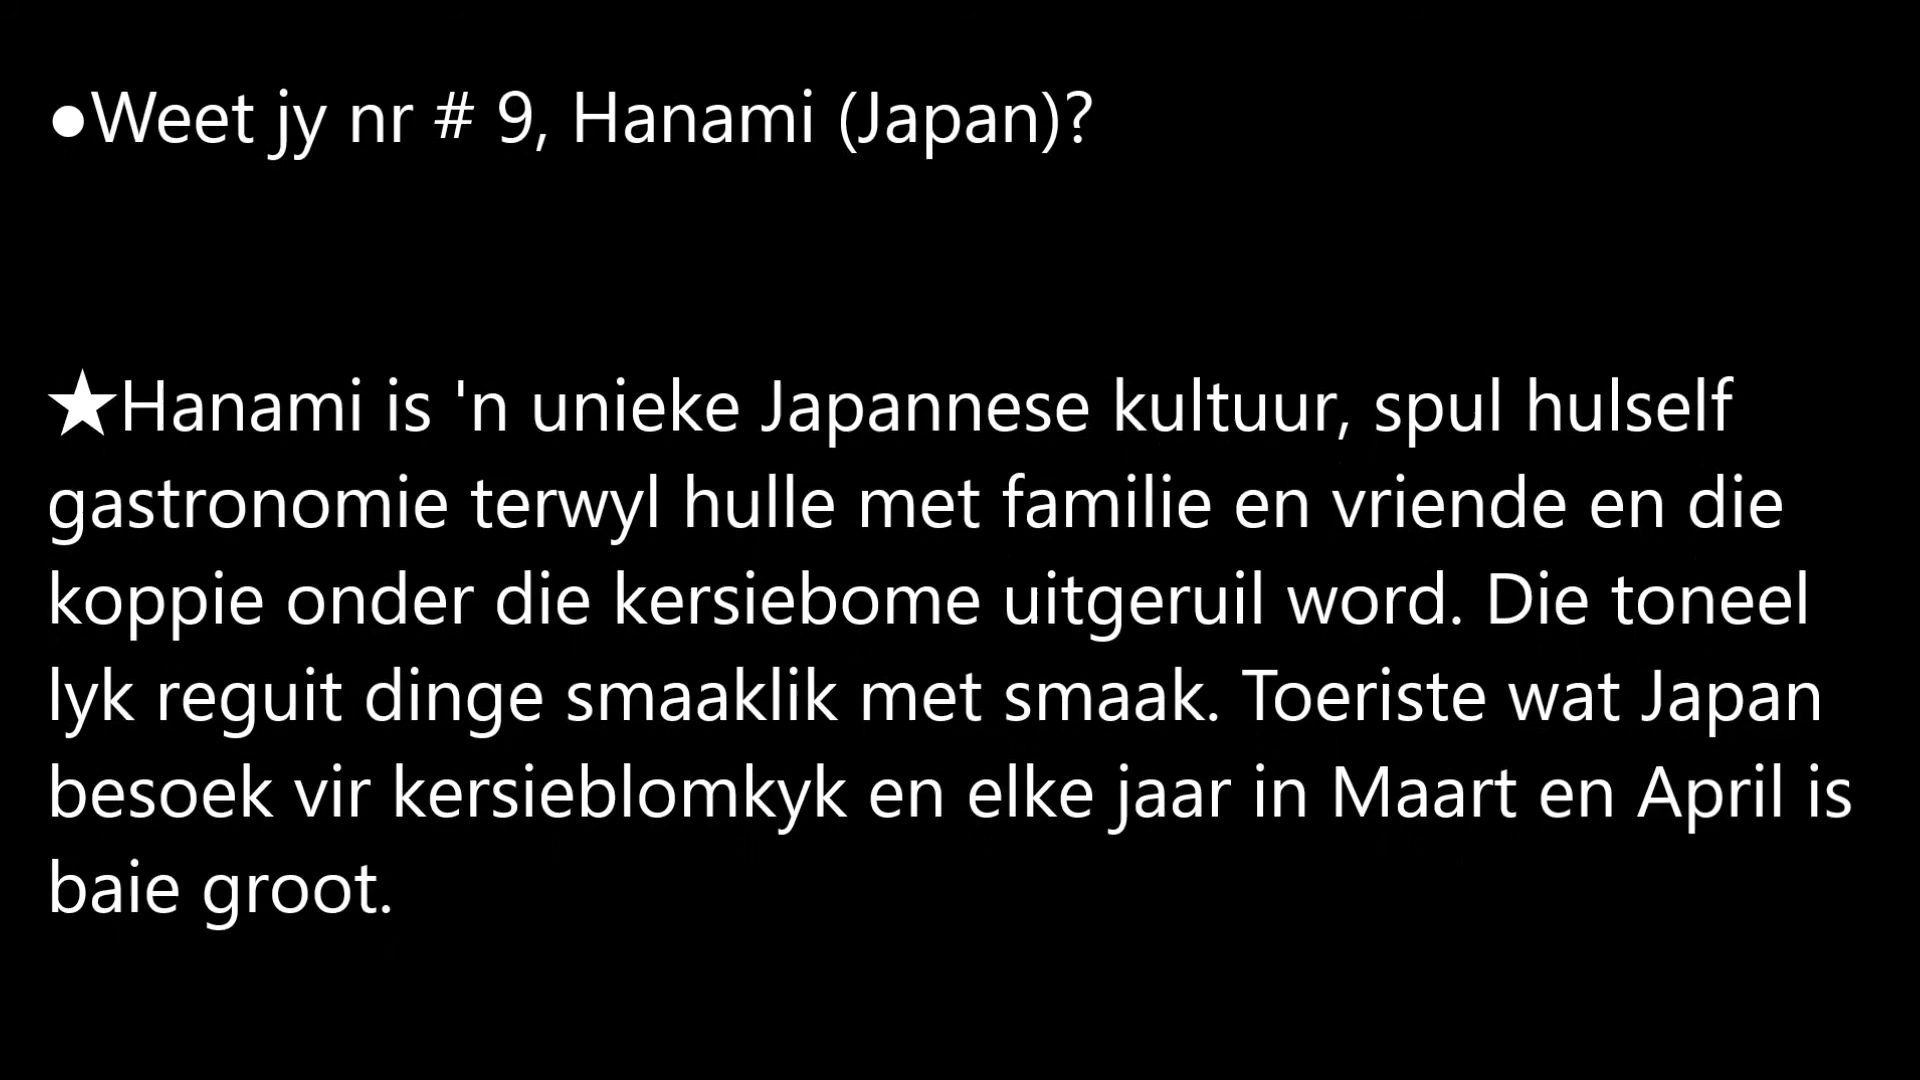 ●Weet jy nr # 9, Hanami (Japan)?
★Hanami is 'n unieke Japannese kultuur, spul hulself
gastronomie terwyl hulle met familie en vriende en die
koppie onder die kersiebome uitgeruil word. Die toneel
lyk reguit dinge smaaklik met smaak. Toeriste wat Japan
besoek vir kersieblomkyk en elke jaar in Maart en April is
baie groot.